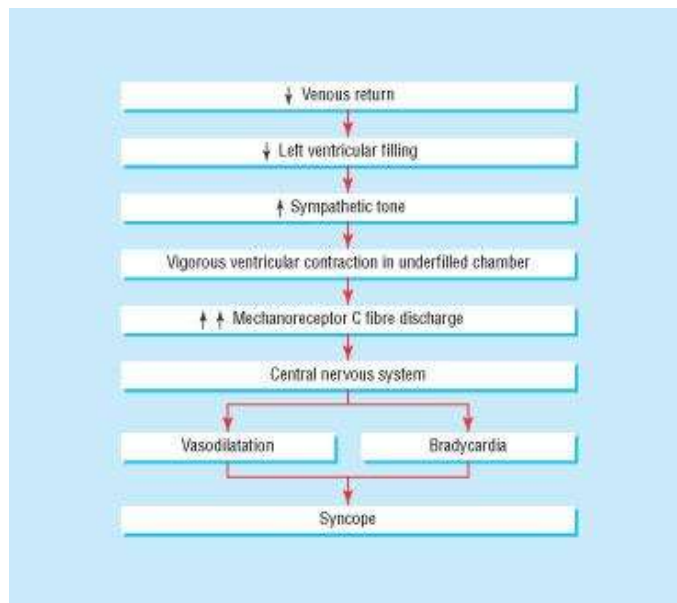 ↓ Venous return
↓ Left ventricular filling
↑ Sympathetic tone
Vigorous ventricular contraction in underfilled chamber
↑ ↑ Mechanoreceptor C fibre discharge
Central nervous system
Vasodilatation
Bradycardia
Syncope